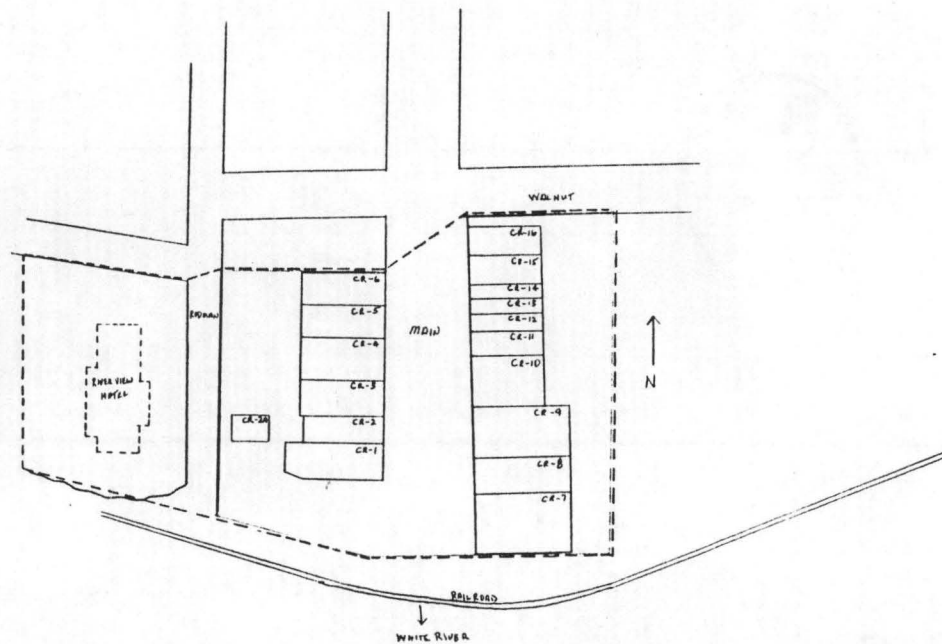 WALNUT
CR-16
CR-15
CR-14
CR-13
CR-12
CR-11
CR-10
CR-9
CR-8
CR-7
CR-6
CR-5
CR-4
CR-3
CR-2
CR-2A
CR-1
MAIN
RIVER VIEW
HOTEL
N
RAILROAD
WHITE RIVER